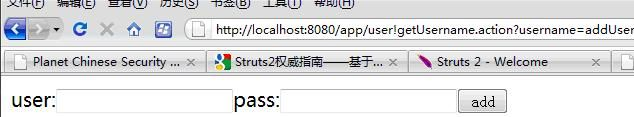 文件(F) 编辑(E) 查看(V) 历史(S) 书签(B) 工具(T) 帮助(H)
http://localhost:8080/app/user!getUsername.action?username=addUser
Planet Chinese Security ... Struts2权威指南——基于... Struts 2 - Welcome
user: pass: add